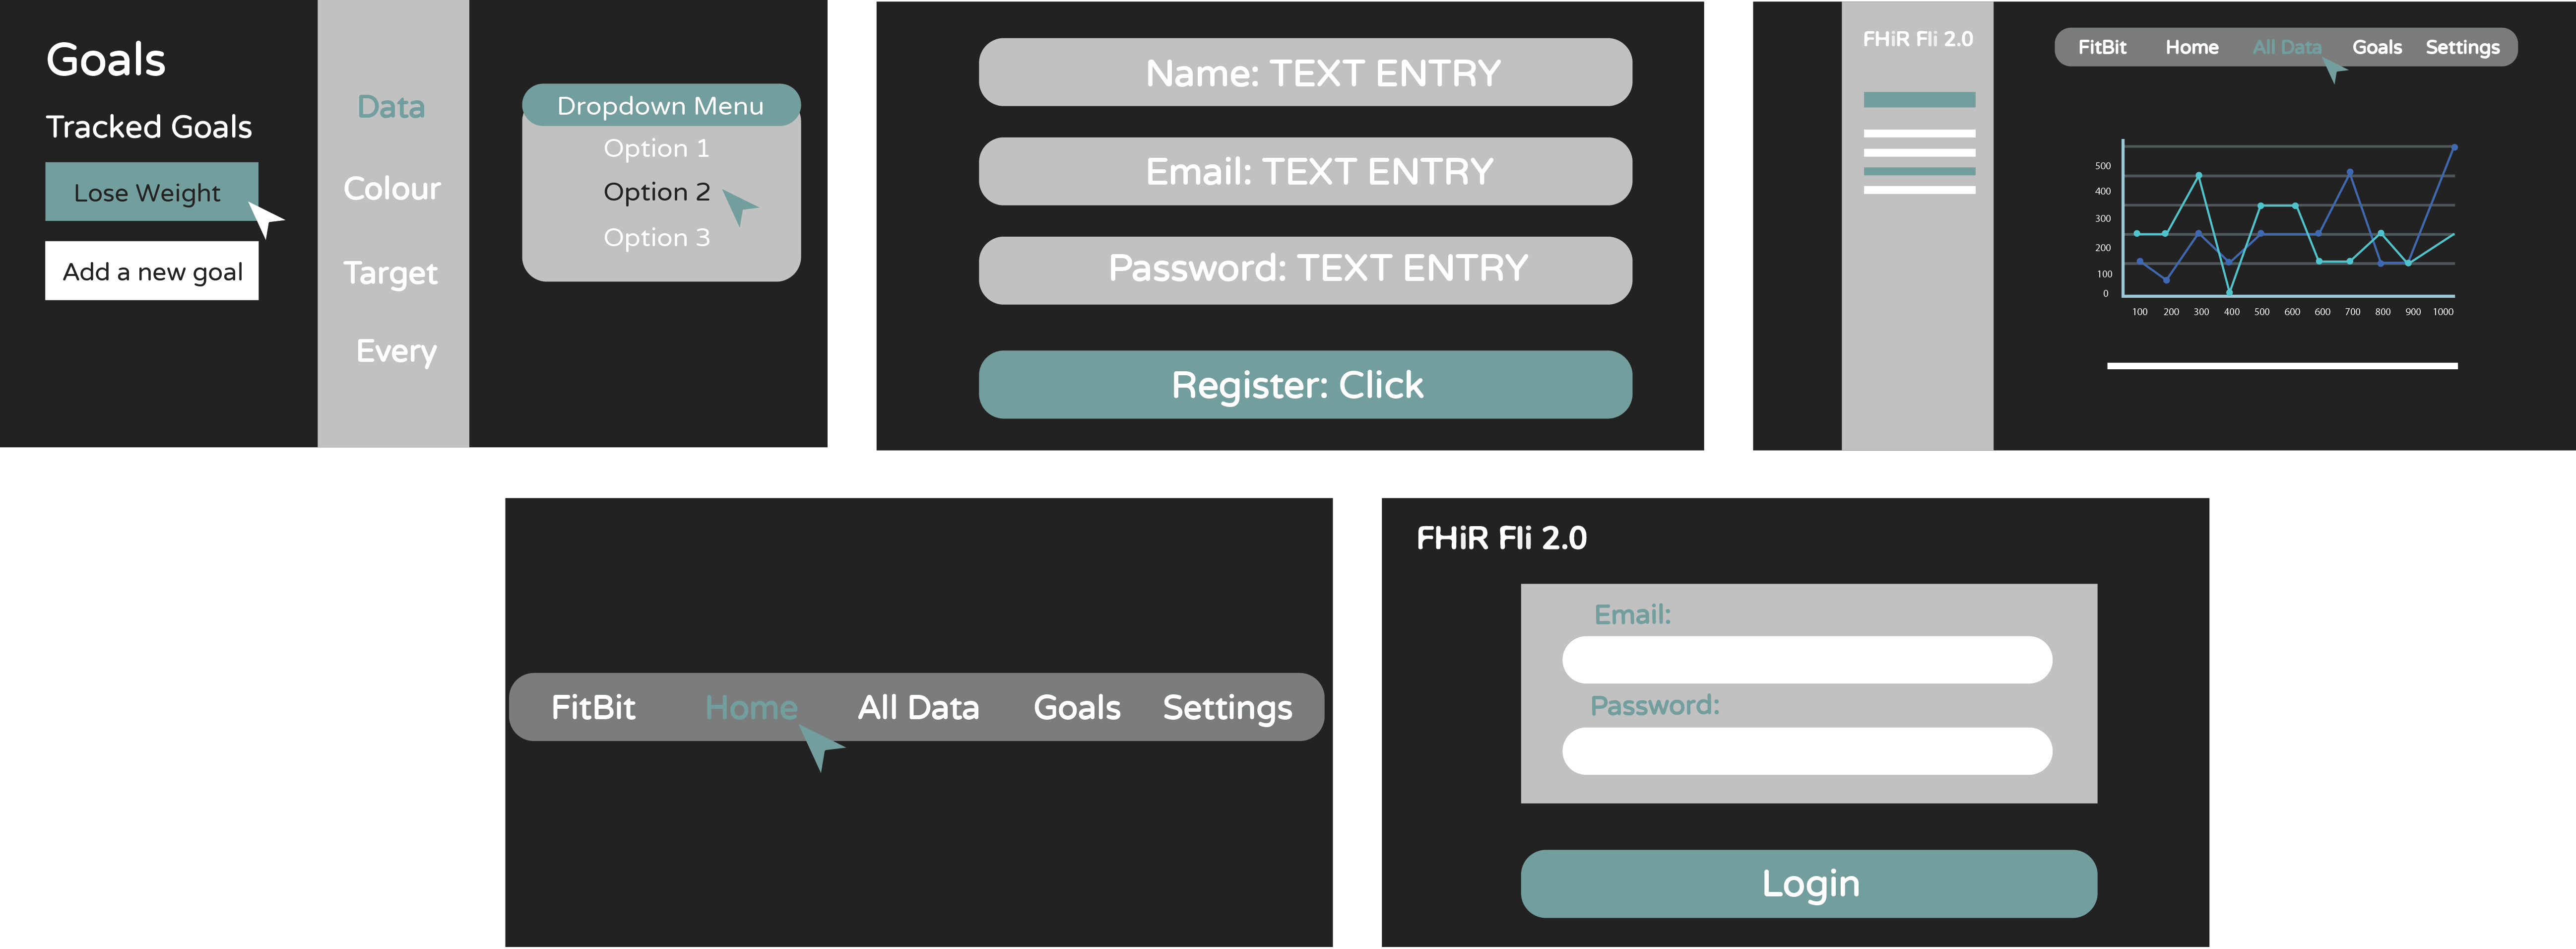 Goals
Tracked Goals
Lose Weight
Add a new goal
Data
Colour
Target
Every
Dropdown Menu
Option 1
Option 2
Option 3
Name: TEXT ENTRY
Email: TEXT ENTRY
Password: TEXT ENTRY
Register: Click
FHiR Fli 2.0
FitBit Home All Data Goals Settings
500
400
300
200
100
0
100 200 300 400 500 600 600 700 800 900 1000
FitBit Home All Data Goals Settings
FHiR Fli 2.0
Email:
Password:
Login